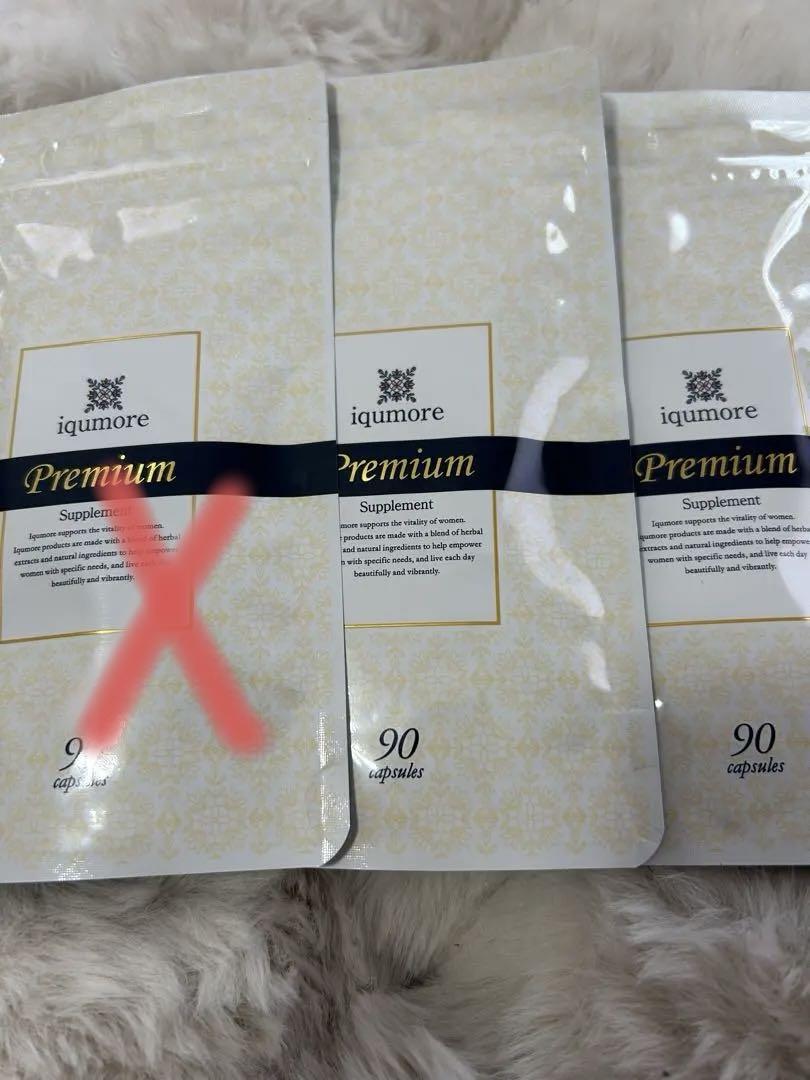 iqumore
Premium
Supplement
Iqumore supports the vitality of women.
Iqumore products are made with a blend of herbal
extracts and natural ingredients to help empower
women with specific needs, and live each
beautifully and vibrantly.
9
capsules
iqumore
Premium
Supplement
more supports the vitality of women.
products are made with a blend of herbal
and natural ingredients to help empower
with specific needs, and live each day
beautifully and vibrantly.
90
capsules
iqumore
Premium
Supplement
Iqumore supports the vitality of women.
qumore products are made with a blend of herba
extracts and natural ingredients to help empower
women with specific needs, and live each day
beautifully and vibrantly.
90
capsules